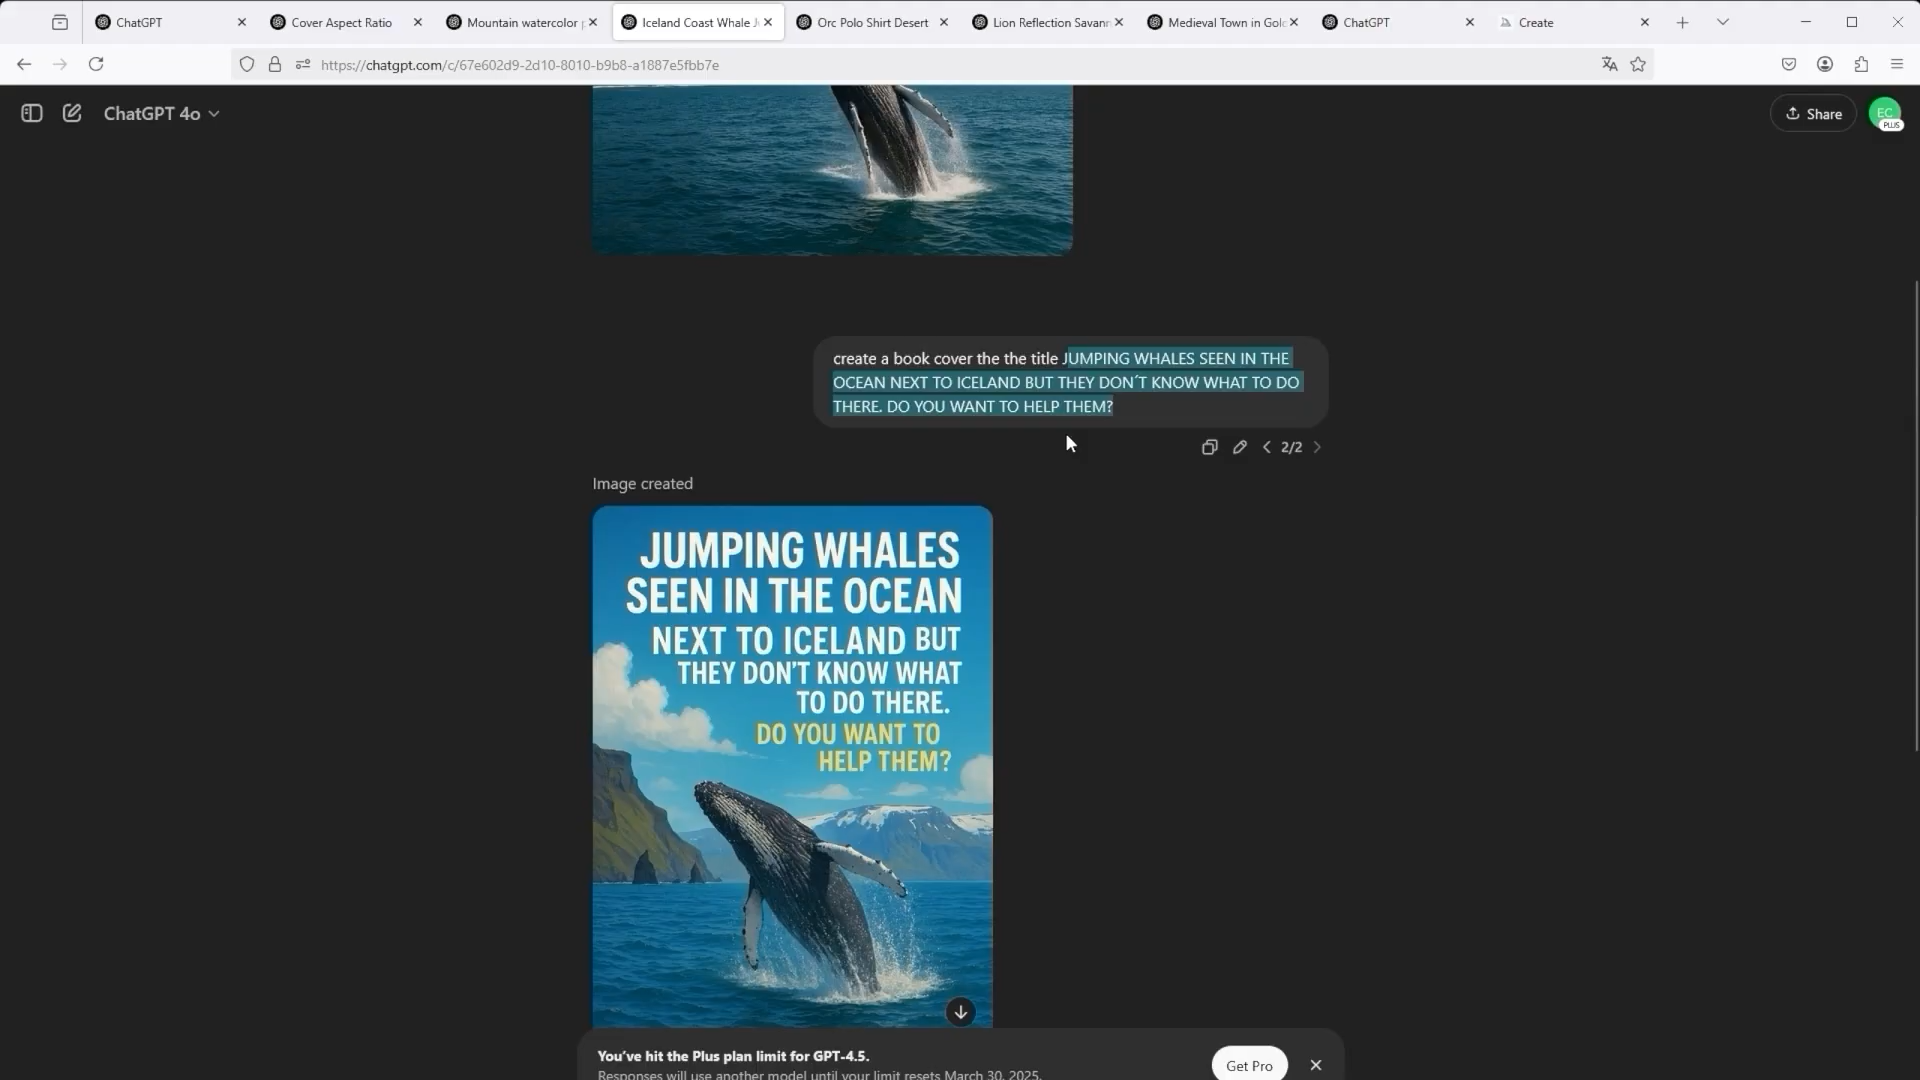 ChatGPT
Cover Aspect Ratio
Mountain watercolor p
Iceland Coast Whale J
Orc Polo Shirt Desert
Lion Reflection Savann
Medieval Town in Gold
ChatGPT
Create
https://chatgpt.com/c/67e602d9-2d10-8010-b9b8-a1887e5fbb7e
ChatGPT 4o
Share
EC
PLUS
create a book cover the the title JUMPING WHALES SEEN IN THE
OCEAN NEXT TO ICELAND BUT THEY DON´T KNOW WHAT TO DO
THERE. DO YOU WANT TO HELP THEM?
2/2
Image created
JUMPING WHALES
SEEN IN THE OCEAN
NEXT TO ICELAND BUT
THEY DON'T KNOW WHAT
TO DO THERE.
DO YOU WANT TO
HELP THEM?
You've hit the Plus plan limit for GPT-4.5.
Get Pro
Responses will use another model until your limit resets March 30, 2025.